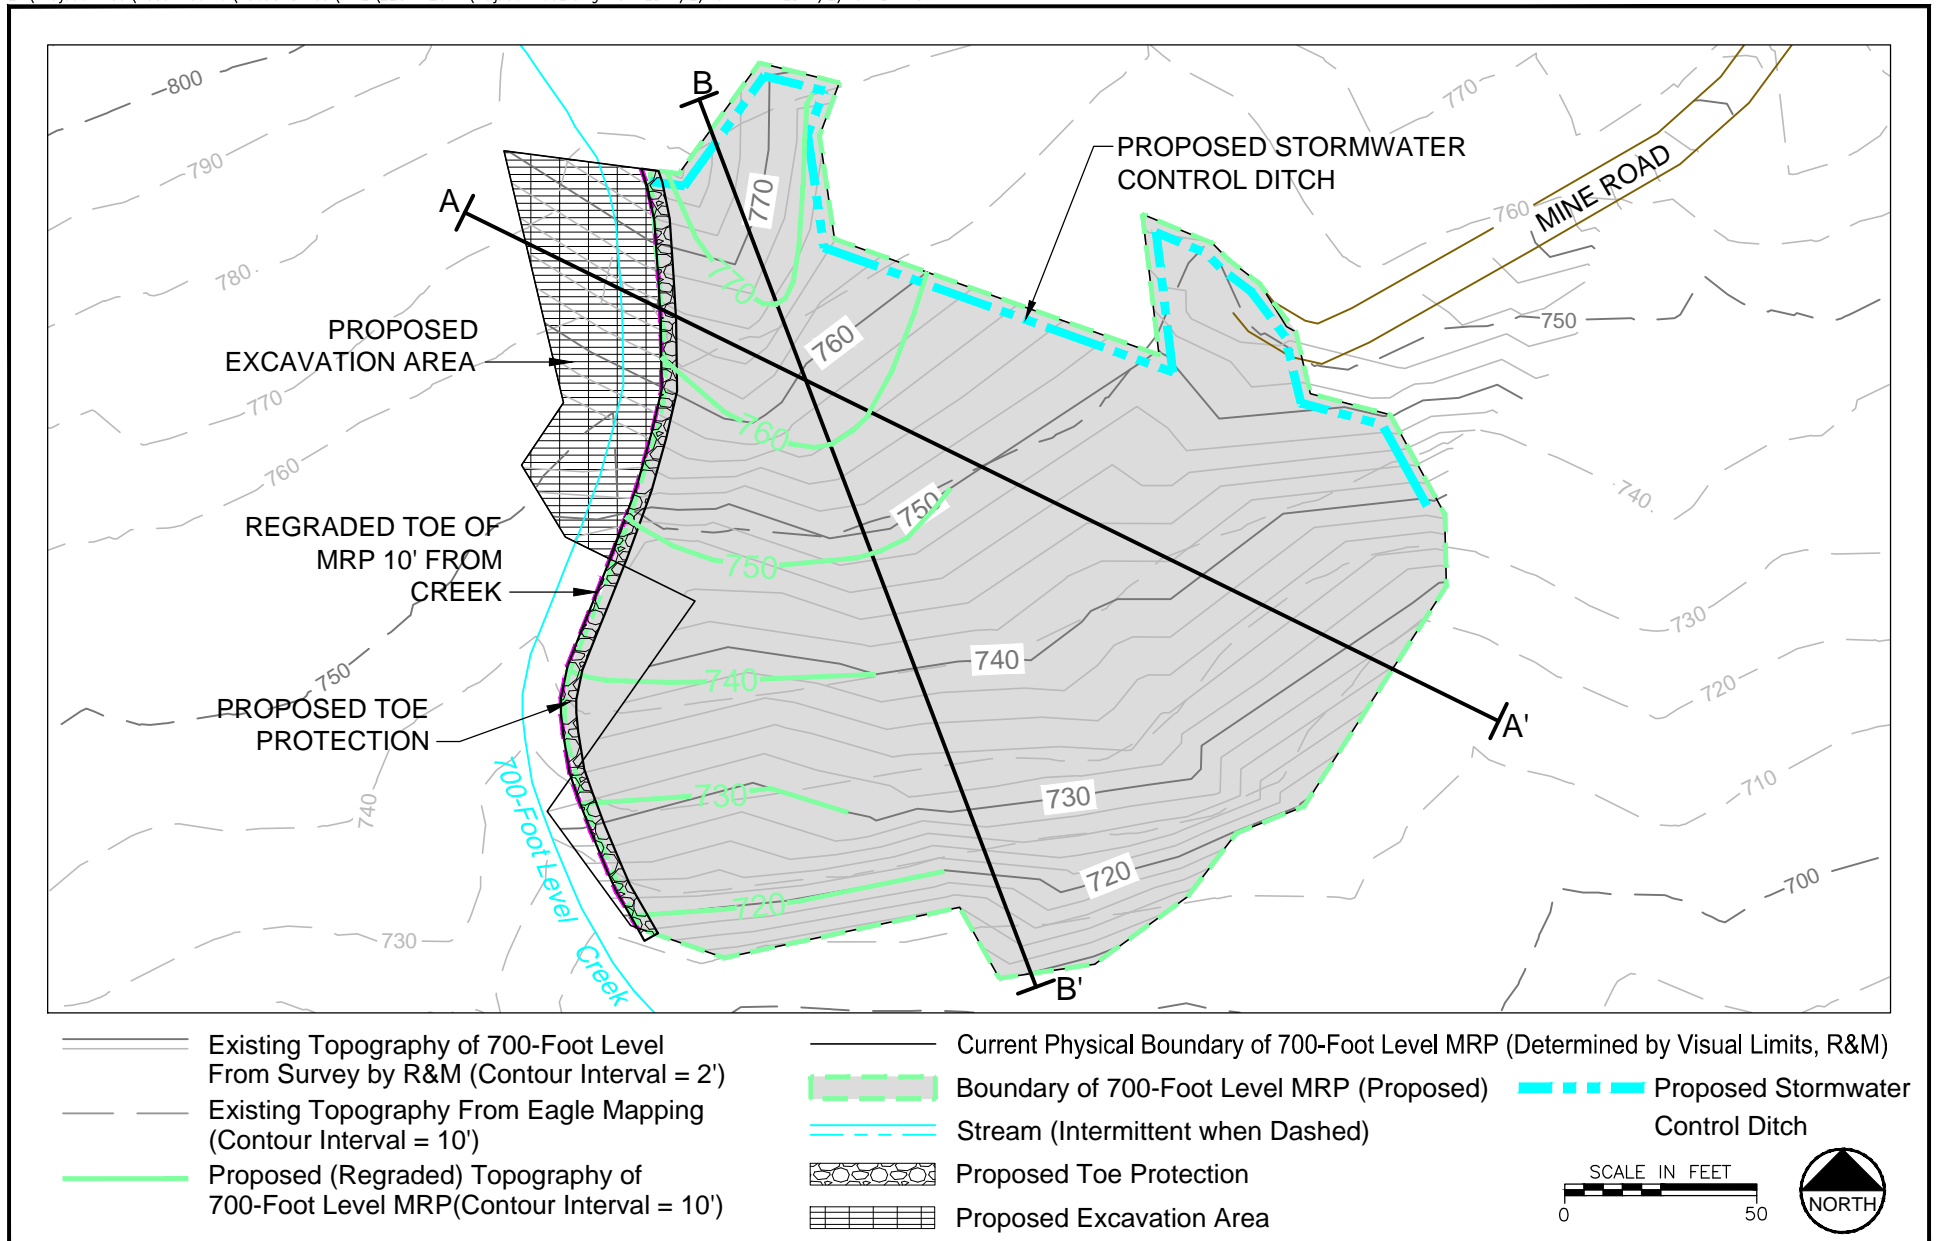 800
790
780
770
760
750
740
730
B
A
770
PROPOSED STORMWATER
CONTROL DITCH
770
760
MINE ROAD
750
740
730
720
710
700
PROPOSED
EXCAVATION AREA
770
760
760
750
750
REGRADED TOE OF
MRP 10' FROM
CREEK
740
740
PROPOSED TOE
PROTECTION
A'
730
730
720
720
B'
700-Foot Level Creek
Existing Topography of 700-Foot Level
From Survey by R&M (Contour Interval = 2')
Existing Topography From Eagle Mapping
(Contour Interval = 10')
Proposed (Regraded) Topography of
700-Foot Level MRP(Contour Interval = 10')
Current Physical Boundary of 700-Foot Level MRP (Determined by Visual Limits, R&M)
Boundary of 700-Foot Level MRP (Proposed)
Stream (Intermittent when Dashed)
Proposed Toe Protection
Proposed Excavation Area
Proposed Stormwater
Control Ditch
SCALE IN FEET
0 50
NORTH